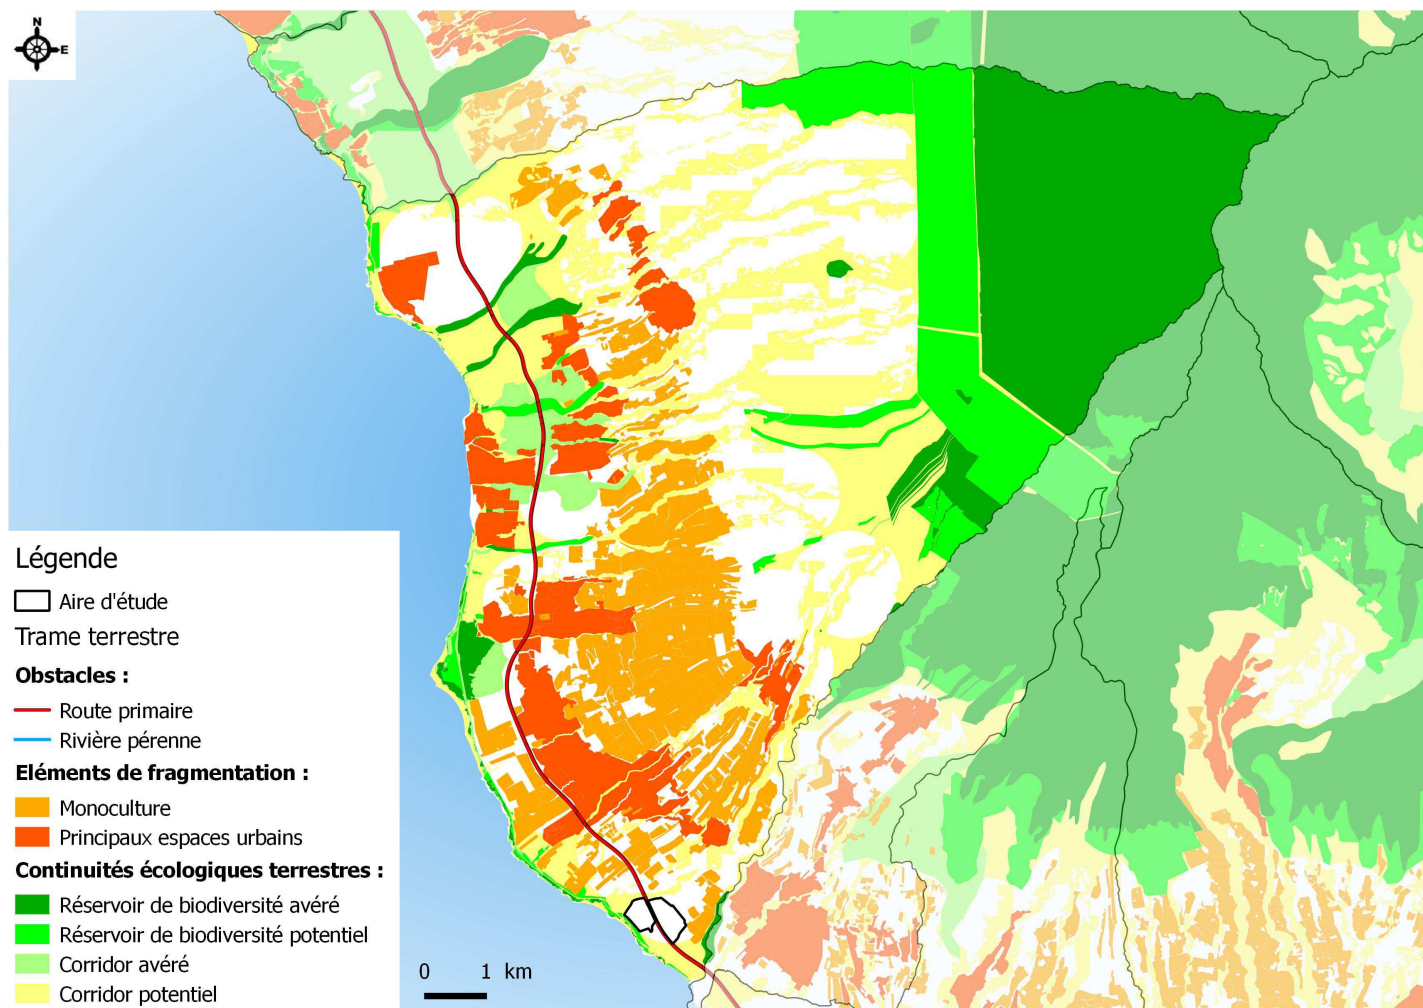 N
E
Légende
Aire d'étude
Trame terrestre
Obstacles :
Route primaire
Rivière pérenne
Eléments de fragmentation :
Monoculture
Principaux espaces urbains
Continuités écologiques terrestres :
Réservoir de biodiversité avéré
Réservoir de biodiversité potentiel
Corridor avéré
Corridor potentiel
0 1 km